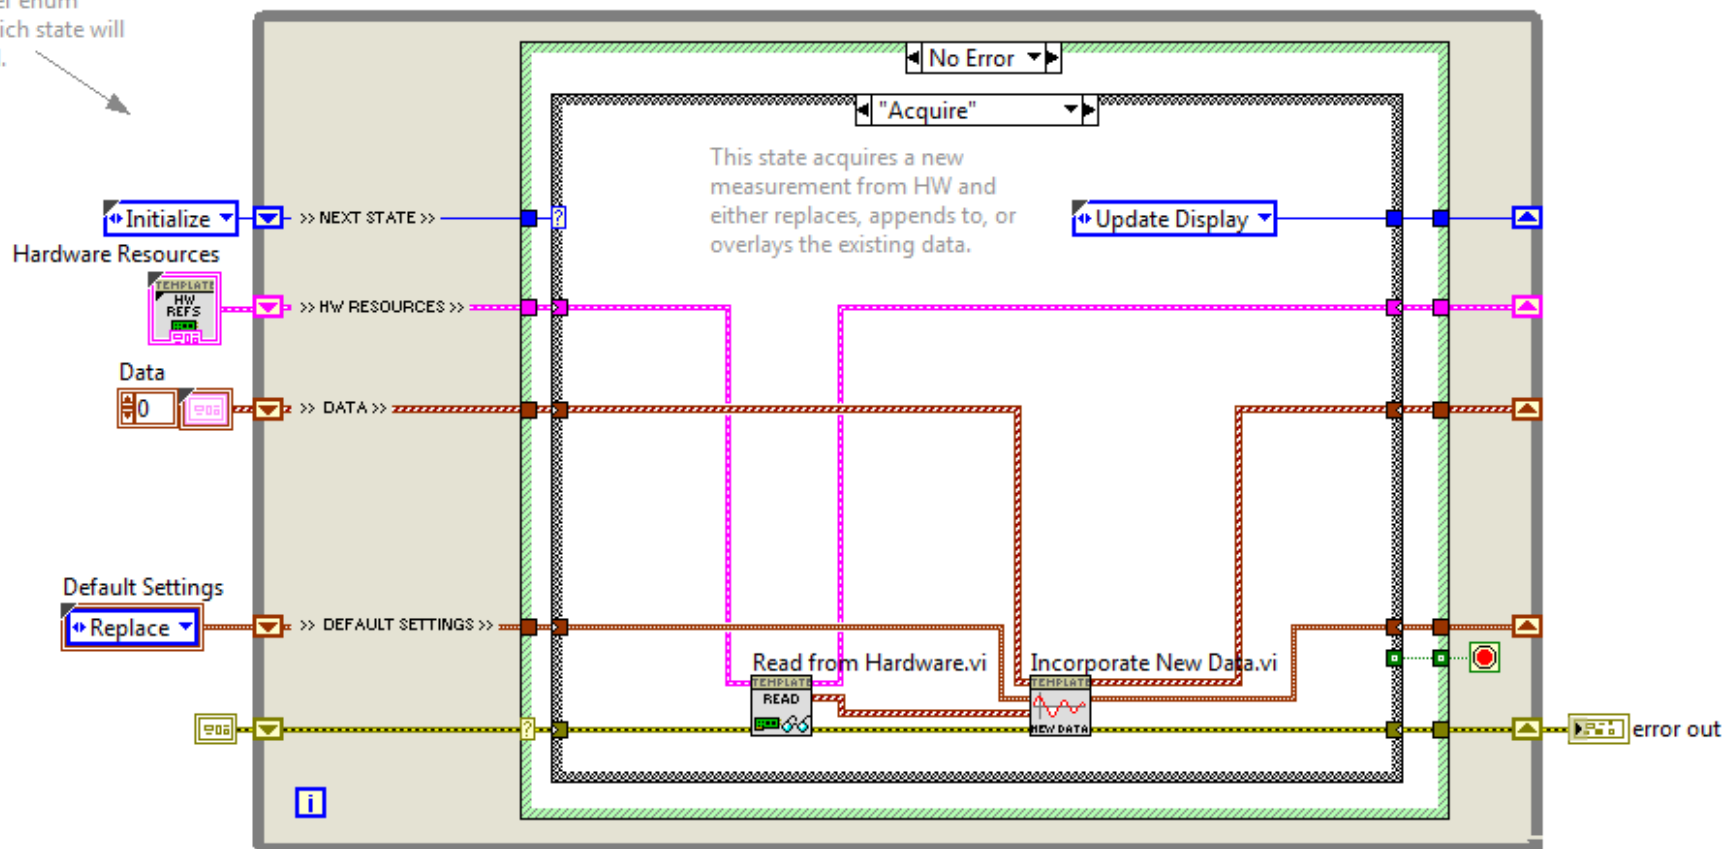 er enum
ich state will
.
No Error
"Acquire"
This state acquires a new
measurement from HW and
either replaces, appends to, or
overlays the existing data.
Initialize
>> NEXT STATE >>
Update Display
Hardware Resources
TEMPLATE
HW
REFS
>> HW RESOURCES >>
Data
0
>> DATA >>
Default Settings
Replace
>> DEFAULT SETTINGS >>
Read from Hardware.vi
Incorporate New Data.vi
TEMPLATE
READ
TEMPLATE
NEW DATA
?
?
error out
i